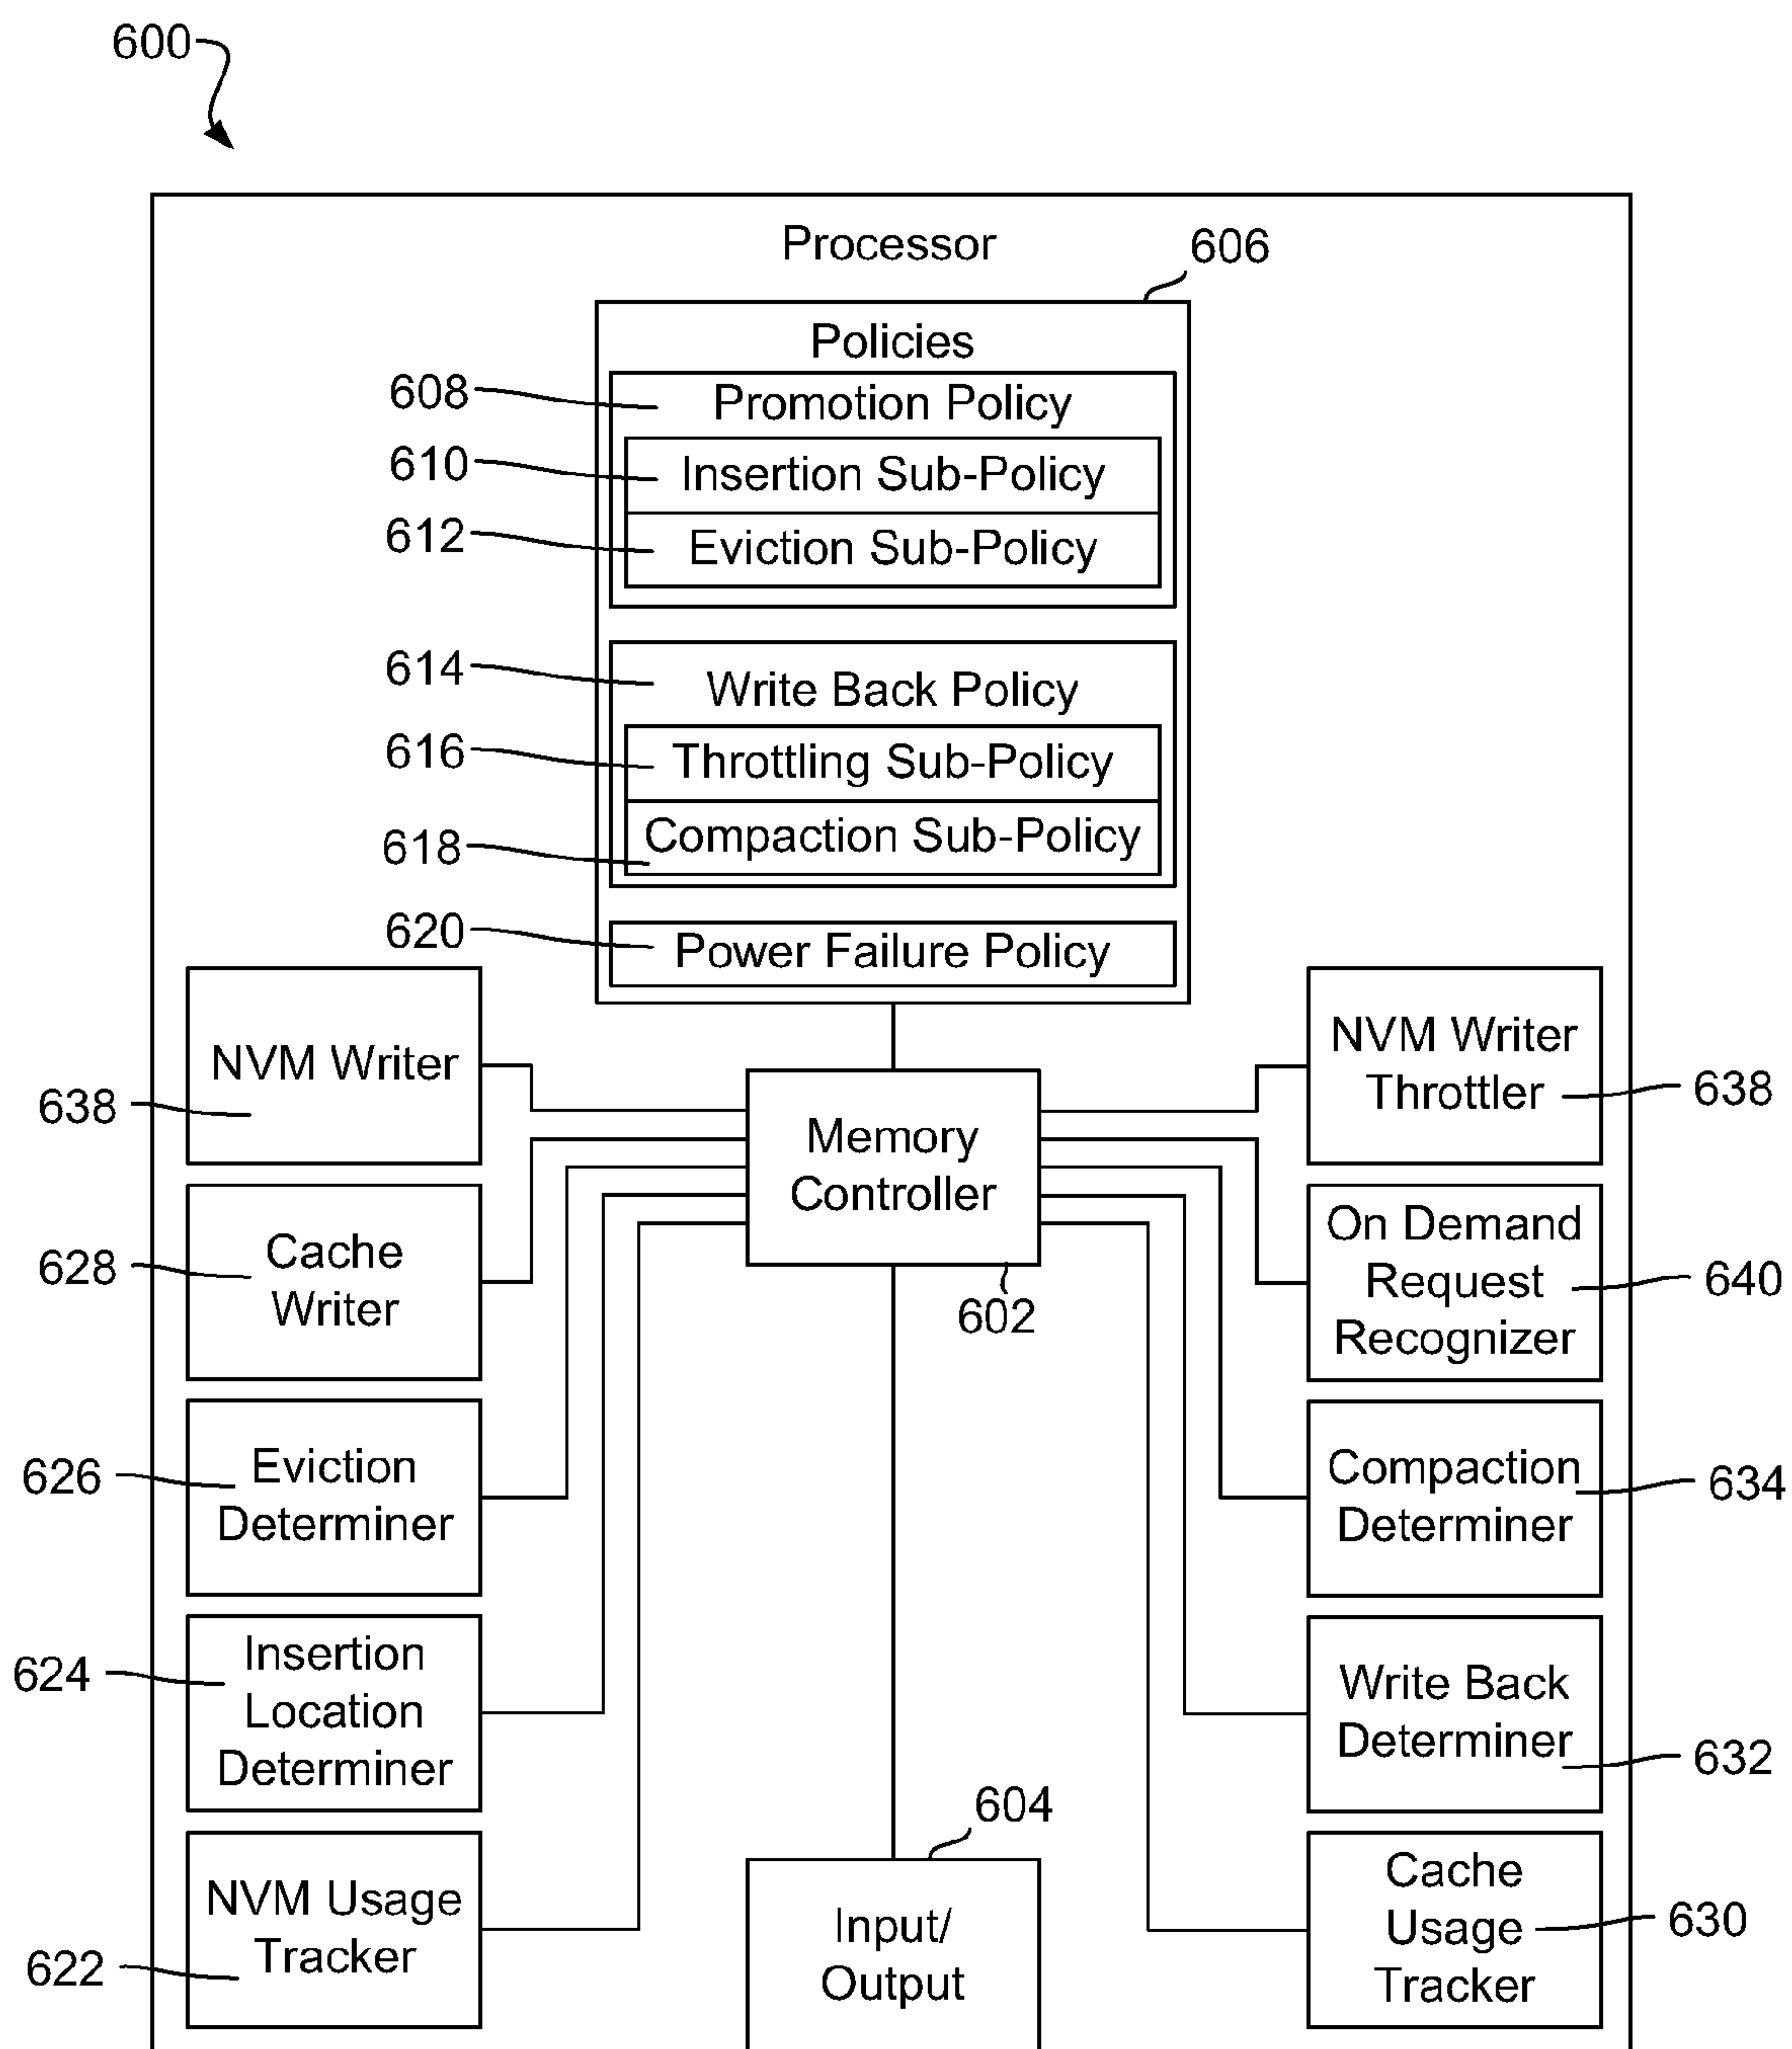 600
Processor
606
Policies
608
Promotion Policy
610
Insertion Sub-Policy
612
Eviction Sub-Policy
614
Write Back Policy
616
Throttling Sub-Policy
618
Compaction Sub-Policy
620
Power Failure Policy
NVM Writer
638
Cache
Writer
628
Eviction
Determiner
626
Insertion
Location
Determiner
624
NVM Usage
Tracker
622
Memory
Controller
602
604
Input/
Output
NVM Writer
Throttler
638
On Demand
Request
Recognizer
640
Compaction
Determiner
634
Write Back
Determiner
632
Cache
Usage
Tracker
630